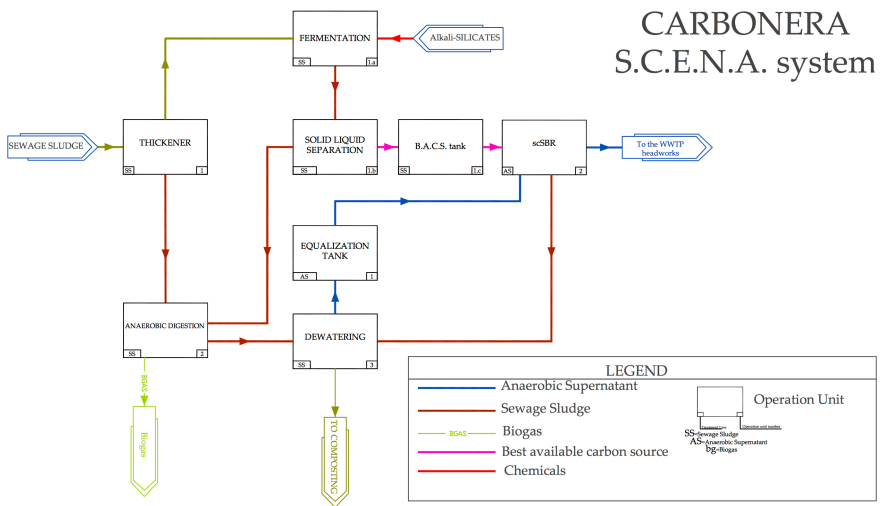 CARBONERA
S.C.E.N.A. system
FERMENTATION
SS
1.a
Alkali-SILICATES
SEWAGE SLUDGE
THICKENER
SS
1
SOLID LIQUID
SEPARATION
SS
1.b
B.A.C.S. tank
SS
1.c
scSBR
AS
2
To the WWTP
headworks
EQUALIZATION
TANK
AS
1
ANAEROBIC DIGESTION
SS
2
DEWATERING
SS
3
BGAS
Biogas
TO COMPOSTING
LEGEND
Anaerobic Supernatant
Sewage Sludge
BGAS
Biogas
Best available carbon source
Chemicals
Operation Unit
Operation unit number
SS=Sewage Sludge
AS=Anaerobic Supernatant
bg=Biogas